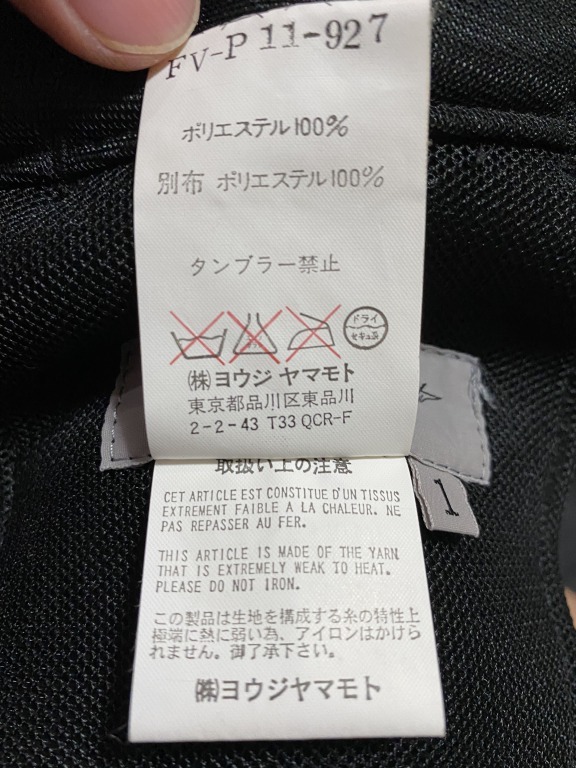 FV-P 11-927
ポリエステル100%
別布 ポリエステル100%
タンブラー禁止
ドライ
セキユ系
(株)ヨウジ ヤマモト
東京都品川区東品川
2-2-43 T33 QCR-F
取扱い上の注意
1
CET ARTICLE EST CONSTITUE D'UN TISSUS
EXTREMENT FAIBLE A LA CHALEUR. NE
PAS REPASSER AU FER.
THIS ARTICLE IS MADE OF THE YARN
THAT IS EXTREMELY WEAK TO HEAT.
PLEASE DO NOT IRON.
この製品は生地を構成する糸の特性上
極端に熱に弱い為、アイロンはかけら
れません。御了承下さい。
(株)ヨウジヤマモト